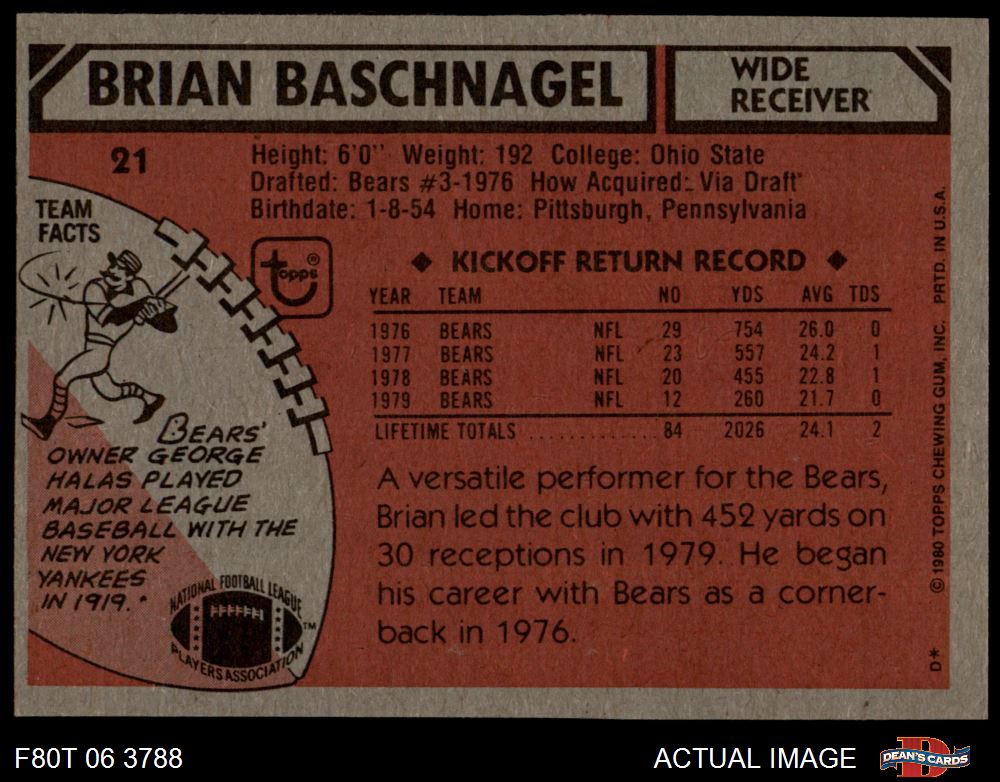 BRIAN BASCHNAGEL
WIDE
RECEIVER
21
Height: 6'0" Weight: 192 College: Ohio State
Drafted: Bears #3-1976 How Acquired: Via Draft
Birthdate: 1-8-54 Home: Pittsburgh, Pennsylvania
TEAM
FACTS
topps®
◆ KICKOFF RETURN RECORD ◆
YEAR TEAM NO YDS AVG TDS
1976 BEARS NFL 29 754 26.0 0
1977 BEARS NFL 23 557 24.2 1
1978 BEARS NFL 20 455 22.8 1
1979 BEARS NFL 12 260 21.7 0
LIFETIME TOTALS ............ 84 2026 24.1 2
BEARS'
OWNER GEORGE
HALAS PLAYED
MAJOR LEAGUE
BASEBALL WITH THE
NEW YORK
YANKEES
IN 1919.
NATIONAL FOOTBALL LEAGUE
PLAYERS ASSOCIATION
TM
A versatile performer for the Bears,
Brian led the club with 452 yards on
30 receptions in 1979. He began
his career with Bears as a corner-
back in 1976.
D* ©1980 TOPPS CHEWING GUM, INC. PRTD. IN U.S.A.
F80T 06 3788
ACTUAL IMAGE
DEAN'S CARDS